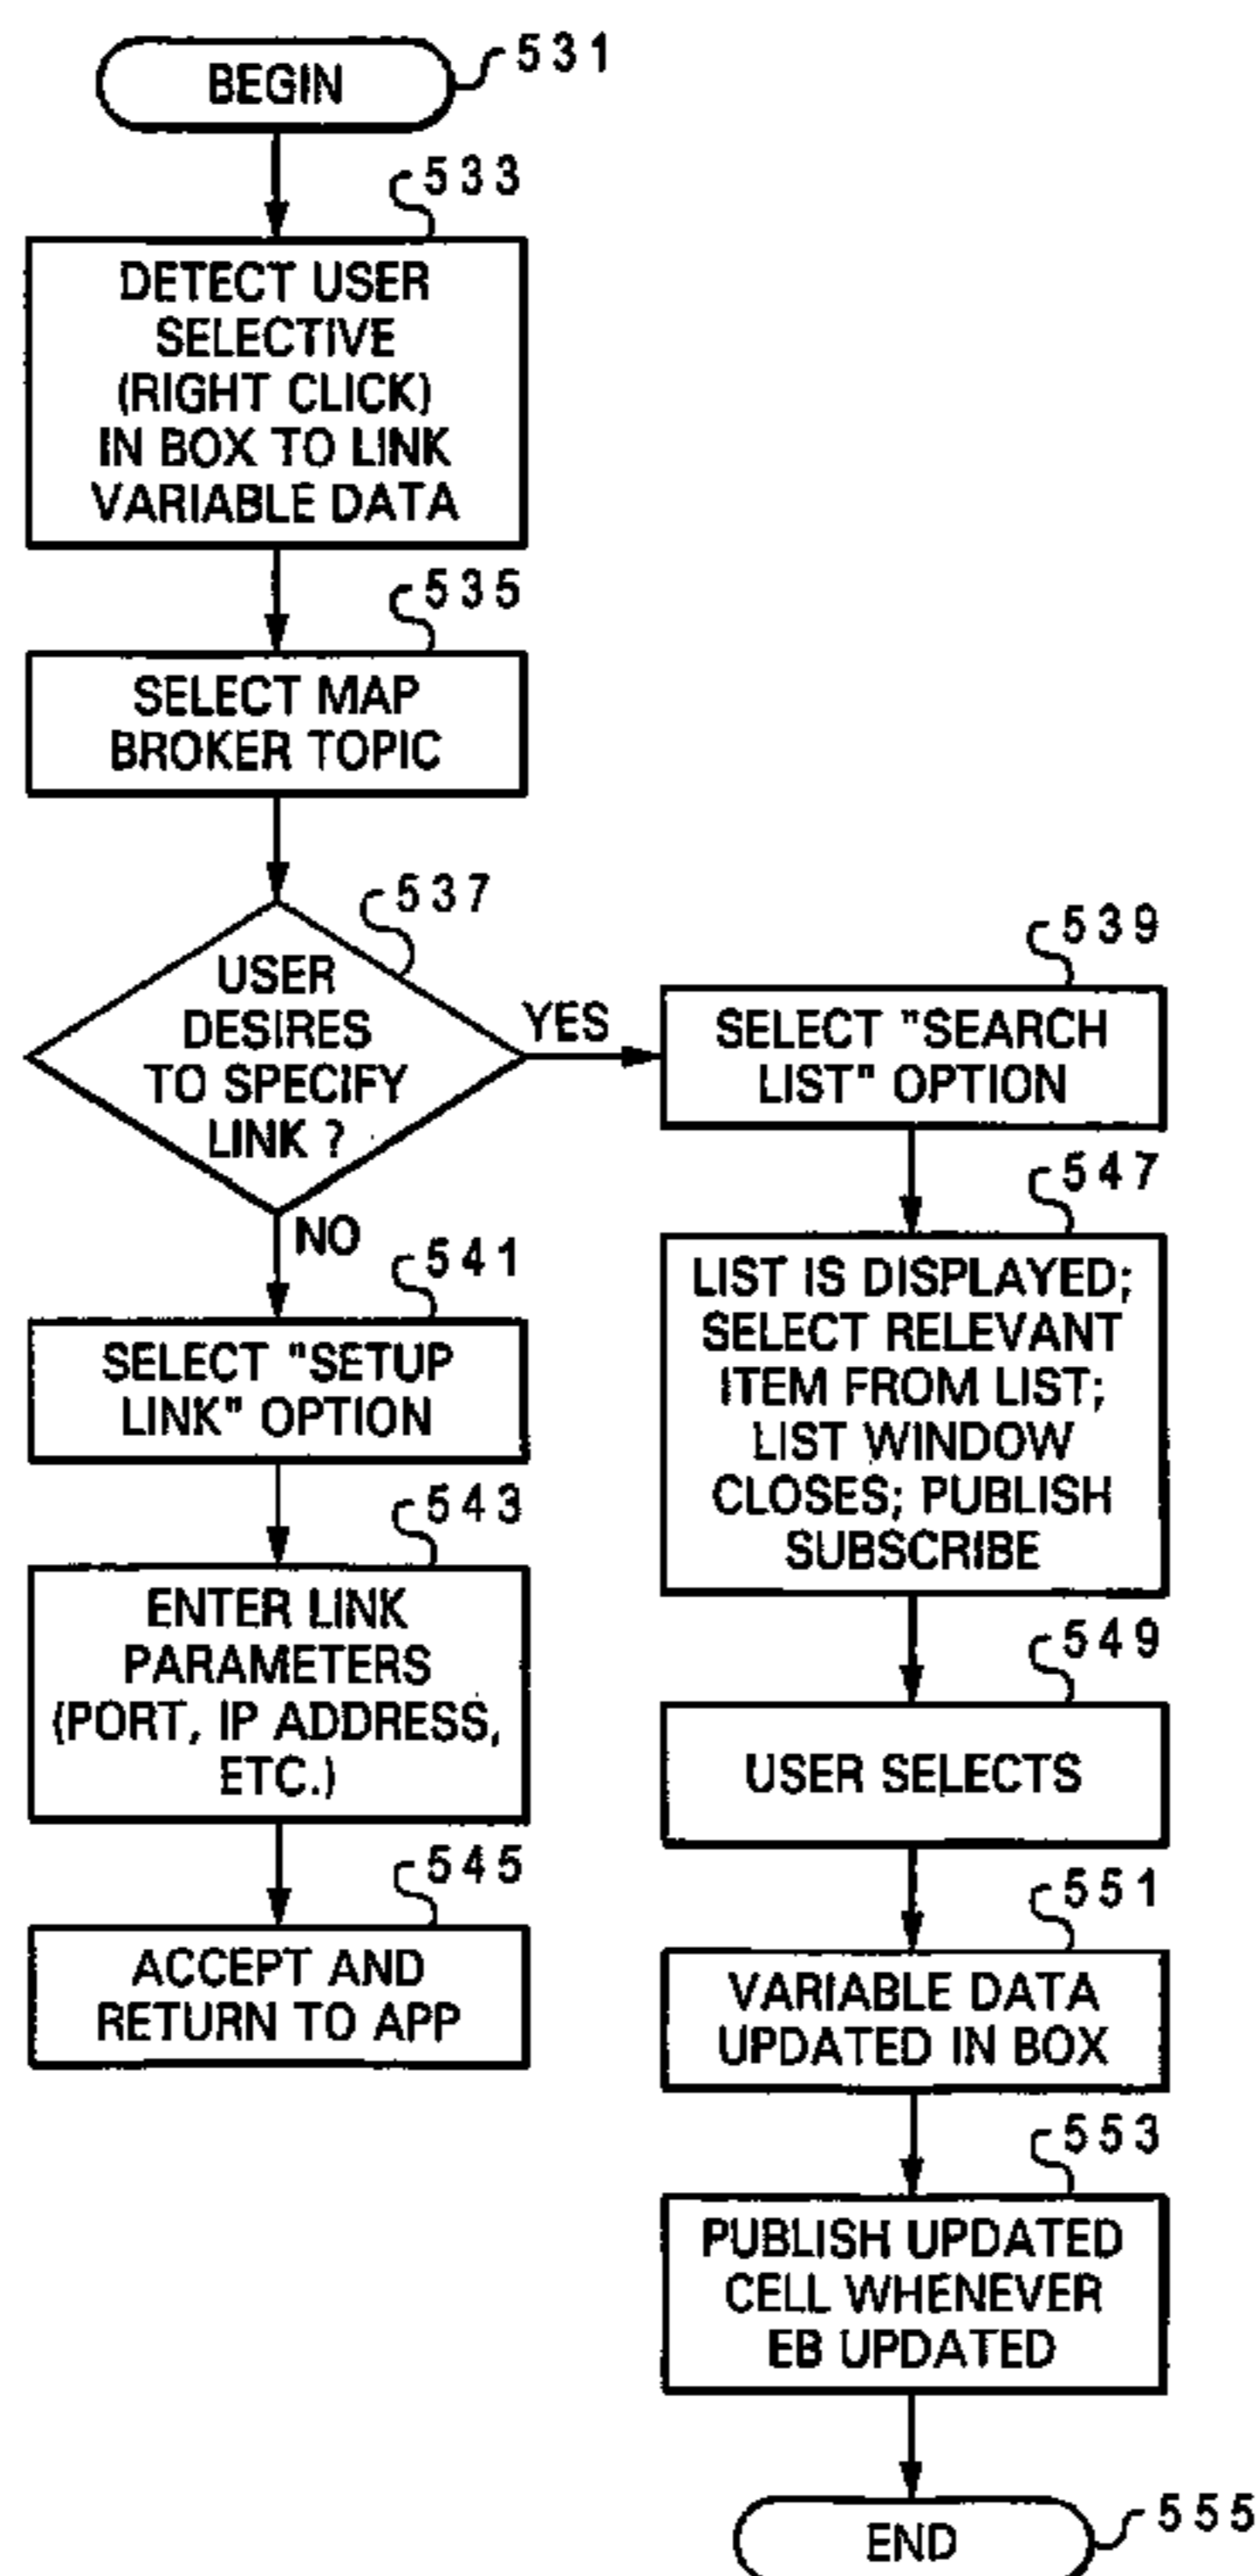 BEGIN
531
533
DETECT USER
SELECTIVE
(RIGHT CLICK)
IN BOX TO LINK
VARIABLE DATA
535
SELECT MAP
BROKER TOPIC
537
USER
DESIRES
TO SPECIFY
LINK ?
YES
NO
539
SELECT "SEARCH
LIST" OPTION
541
SELECT "SETUP
LINK" OPTION
543
ENTER LINK
PARAMETERS
(PORT, IP ADDRESS,
ETC.)
545
ACCEPT AND
RETURN TO APP
547
LIST IS DISPLAYED;
SELECT RELEVANT
ITEM FROM LIST;
LIST WINDOW
CLOSES; PUBLISH
SUBSCRIBE
549
USER SELECTS
551
VARIABLE DATA
UPDATED IN BOX
553
PUBLISH UPDATED
CELL WHENEVER
EB UPDATED
END
555